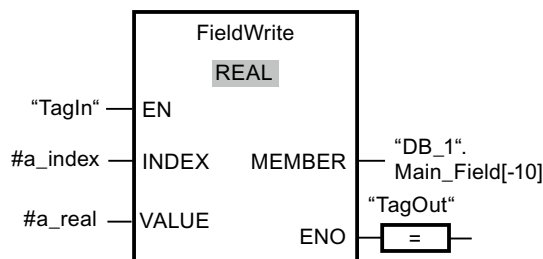 FieldWrite
REAL
“TagIn“
EN
#a_index
INDEX
MEMBER
“DB_1“.
Main_Field[-10]
#a_real
VALUE
“TagOut“
ENO
=